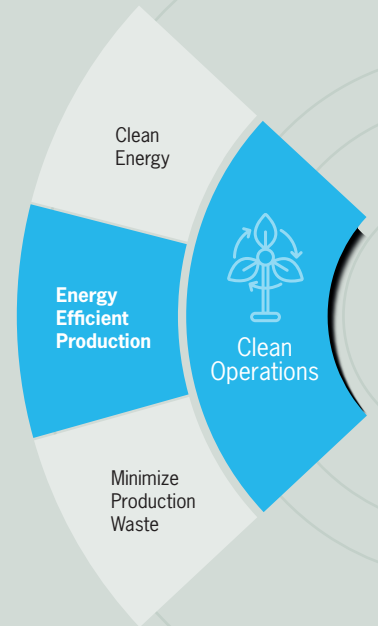 Clean
Energy
Energy
Efficient
Production
Clean
Operations
Minimize
Production
Waste